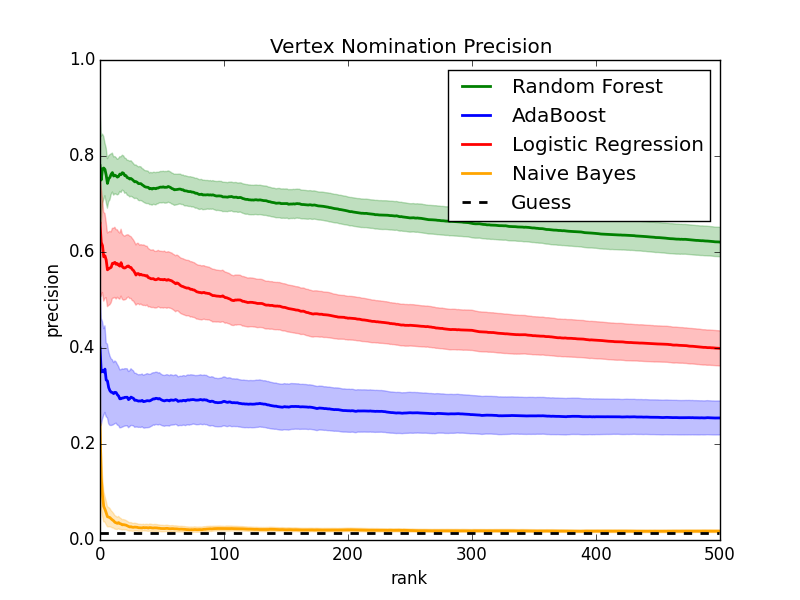 Vertex Nomination Precision
1.0
0.8
0.6
0.4
0.2
0.0
precision
Random Forest
AdaBoost
Logistic Regression
Naive Bayes
Guess
0 100 200 300 400 500
rank